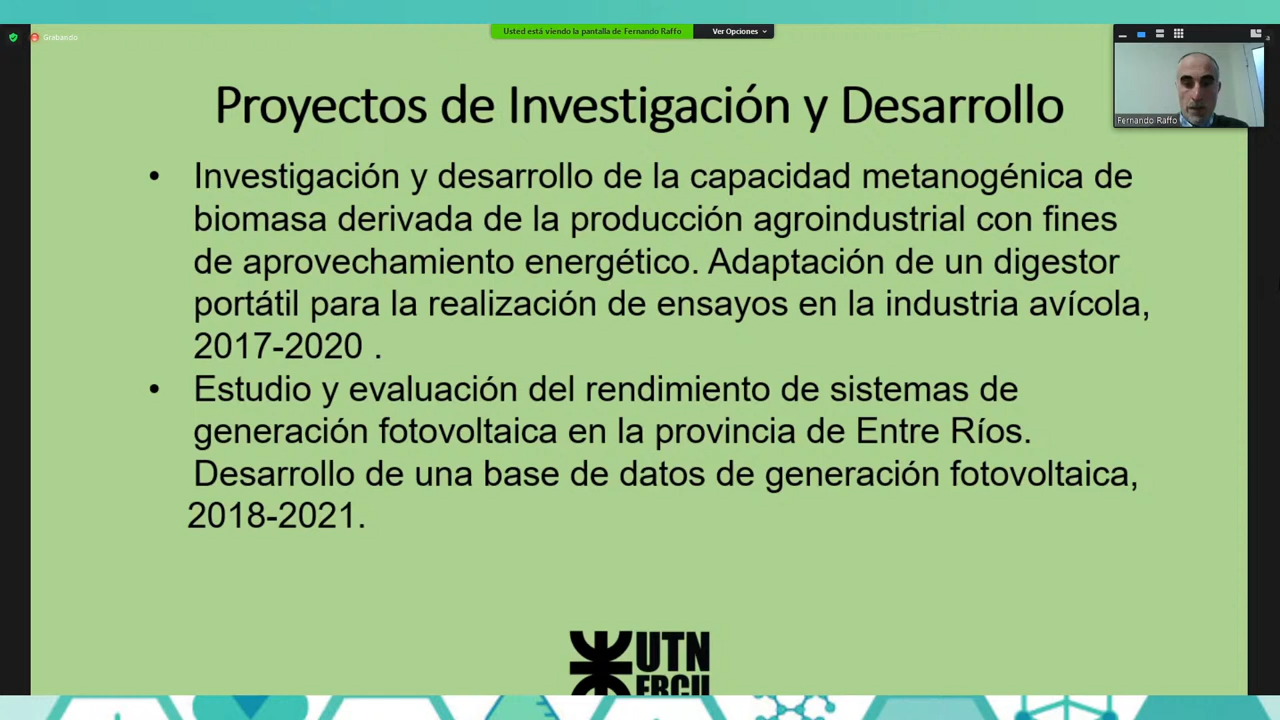 Usted está viendo la pantalla de Fernando Raffo
Ver Opciones
Grabando
Fernando Raffo
Proyectos de Investigación y Desarrollo
• Investigación y desarrollo de la capacidad metanogénica de
biomasa derivada de la producción agroindustrial con fines
de aprovechamiento energético. Adaptación de un digestor
portátil para la realización de ensayos en la industria avícola,
2017-2020 .
• Estudio y evaluación del rendimiento de sistemas de
generación fotovoltaica en la provincia de Entre Ríos.
Desarrollo de una base de datos de generación fotovoltaica,
2018-2021.
UTN